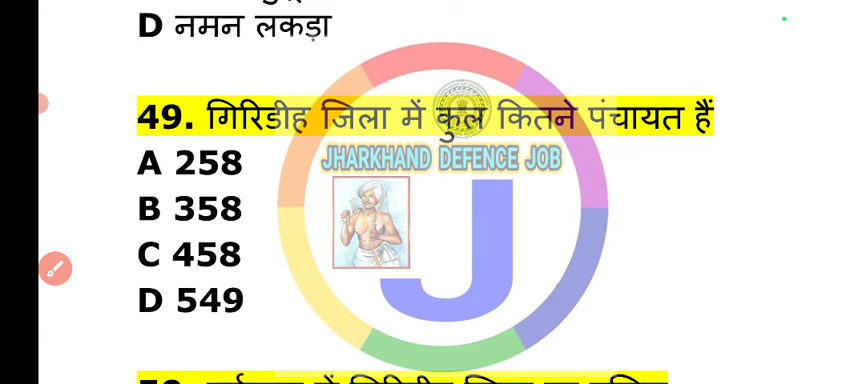 D नमन लकड़ा
49. गिरिडीह जिला में कुल कितने पंचायत हैं
JHARKHAND DEFENCE JOB
A 258
B 358
C 458
D 549
J